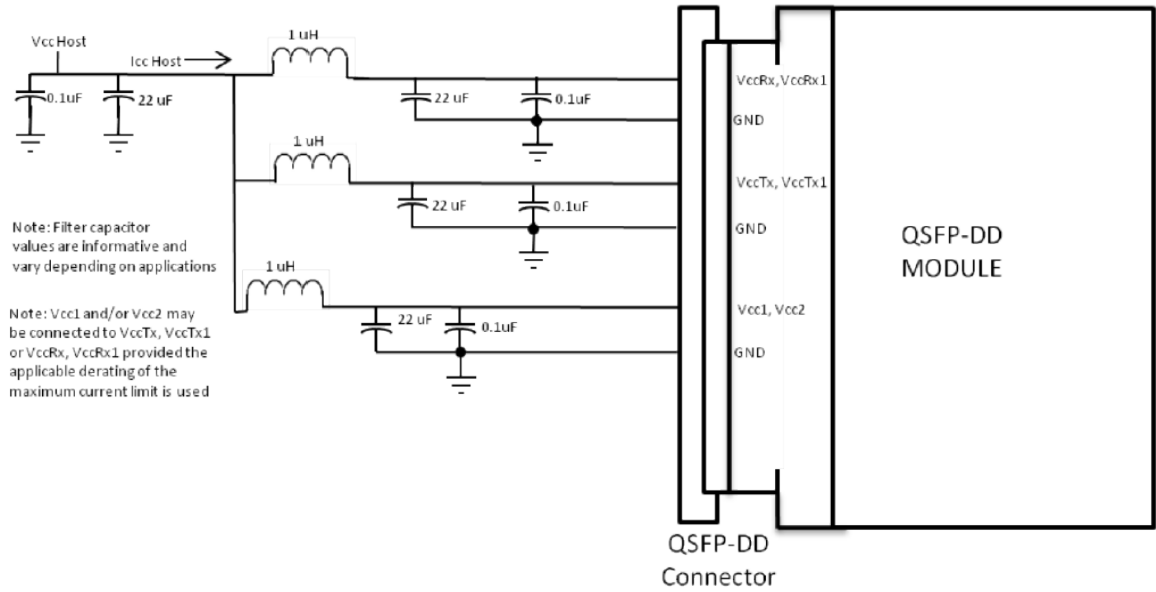 1 uH
Vcc Host
Icc Host
0.1uF
22 uF
22 uF
0.1uF
VccRx, VccRx1
GND
1 uH
22 uF
0.1uF
VccTx, VccTx1
GND
Note: Filter capacitor
values are informative and
vary depending on applications
1 uH
Note: Vcc1 and/or Vcc2 may
be connected to VccTx, VccTx1
or VccRx, VccRx1 provided the
applicable derating of the
maximum current limit is used
22 uF
0.1uF
Vcc1, Vcc2
GND
QSFP-DD
MODULE
QSFP-DD
Connector